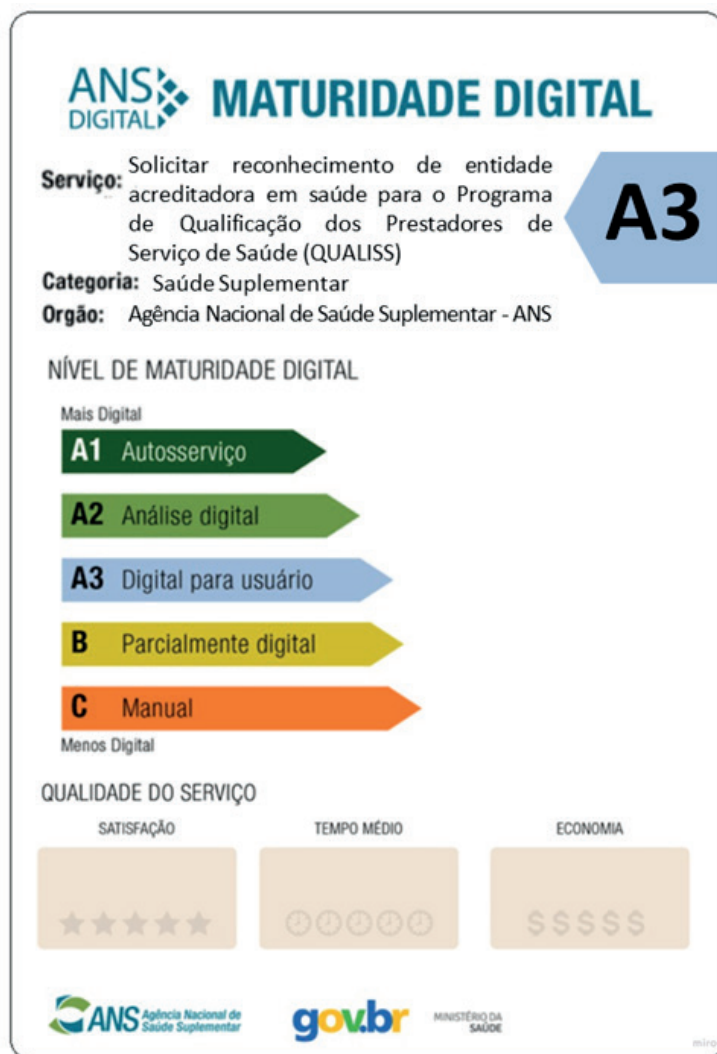 ANS
DIGITAL
MATURIDADE DIGITAL
Serviço:
Solicitar reconhecimento de entidade
acreditadora em saúde para o Programa
de Qualificação dos Prestadores de
Serviço de Saúde (QUALISS)
A3
Categoria: Saúde Suplementar
Orgão: Agência Nacional de Saúde Suplementar - ANS
NÍVEL DE MATURIDADE DIGITAL
Mais Digital
A1 Autosserviço
A2 Análise digital
A3 Digital para usuário
B Parcialmente digital
C Manual
Menos Digital
QUALIDADE DO SERVIÇO
SATISFAÇÃO TEMPO MÉDIO ECONOMIA
$$$$$
ANS Agência Nacional de
Saúde Suplementar
gov.br
MINISTÉRIO DA
SAÚDE
miro